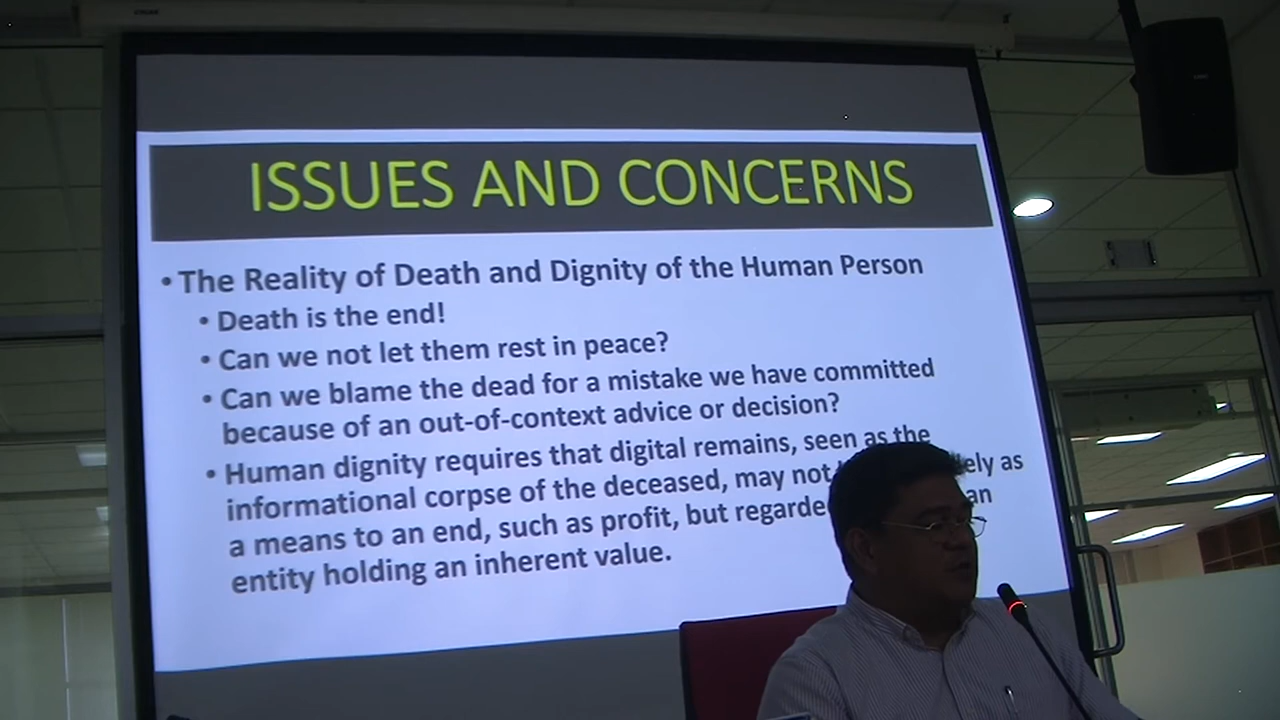 ISSUES AND CONCERNS
• The Reality of Death and Dignity of the Human Person
• Death is the end!
• Can we not let them rest in peace?
• Can we blame the dead for a mistake we have committed
because of an out-of-context advice or decision?
• Human dignity requires that digital remains, seen as the
informational corpse of the deceased, may not ely as
a means to an end, such as profit, but regarde an
entity holding an inherent value.